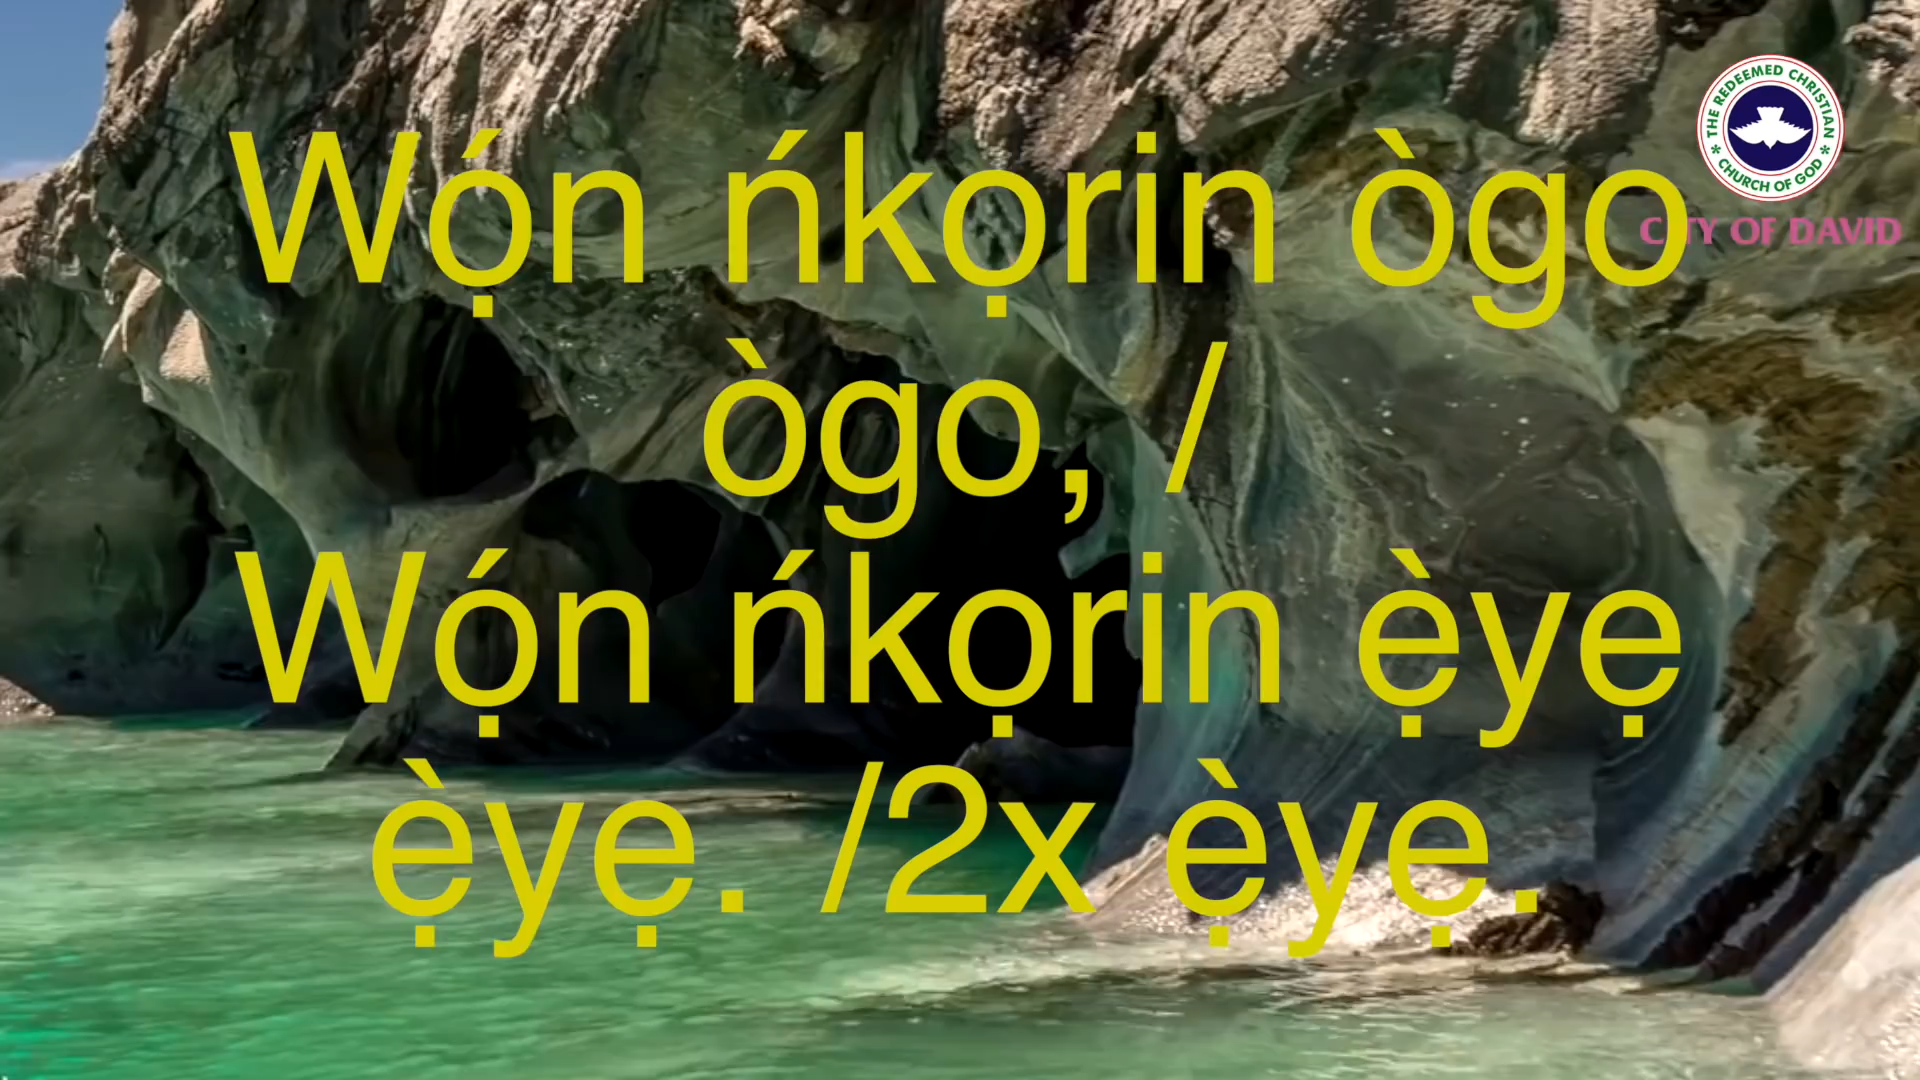 Wọ́n ńkọrin ògo
ògo, /
Wọ́n ńkọrin ẹ̀yẹ
ẹ̀yẹ. /2x ẹ̀yẹ.
THE REDEEMED CHRISTIAN
* CHURCH OF GOD *
CITY OF DAVID